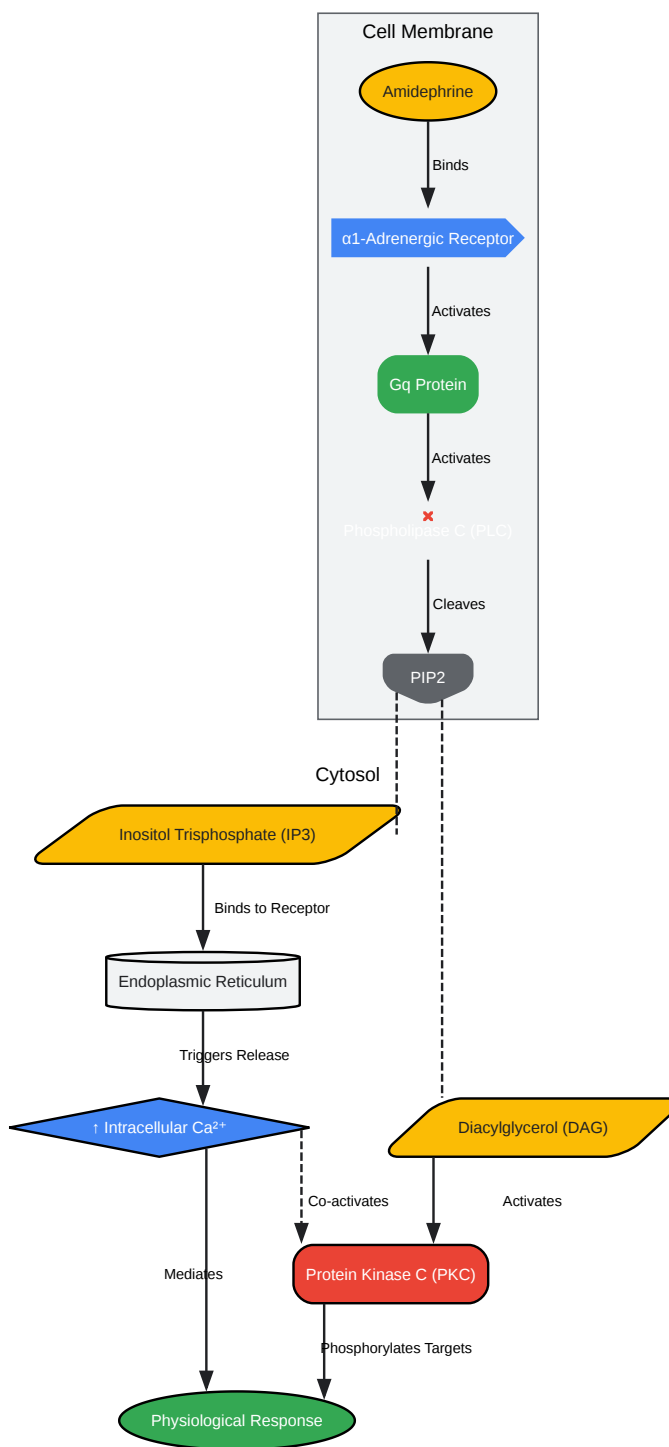 Cell Membrane
Amidephrine
Binds
α1-Adrenergic Receptor
Activates
Gq Protein
Activates
Phospholipase C (PLC)
Cleaves
PIP2
Cytosol
Inositol Trisphosphate (IP3)
Binds to Receptor
Endoplasmic Reticulum
Triggers Release
↑ Intracellular Ca²⁺
Diacylglycerol (DAG)
Co-activates
Activates
Mediates
Protein Kinase C (PKC)
Phosphorylates Targets
Physiological Response